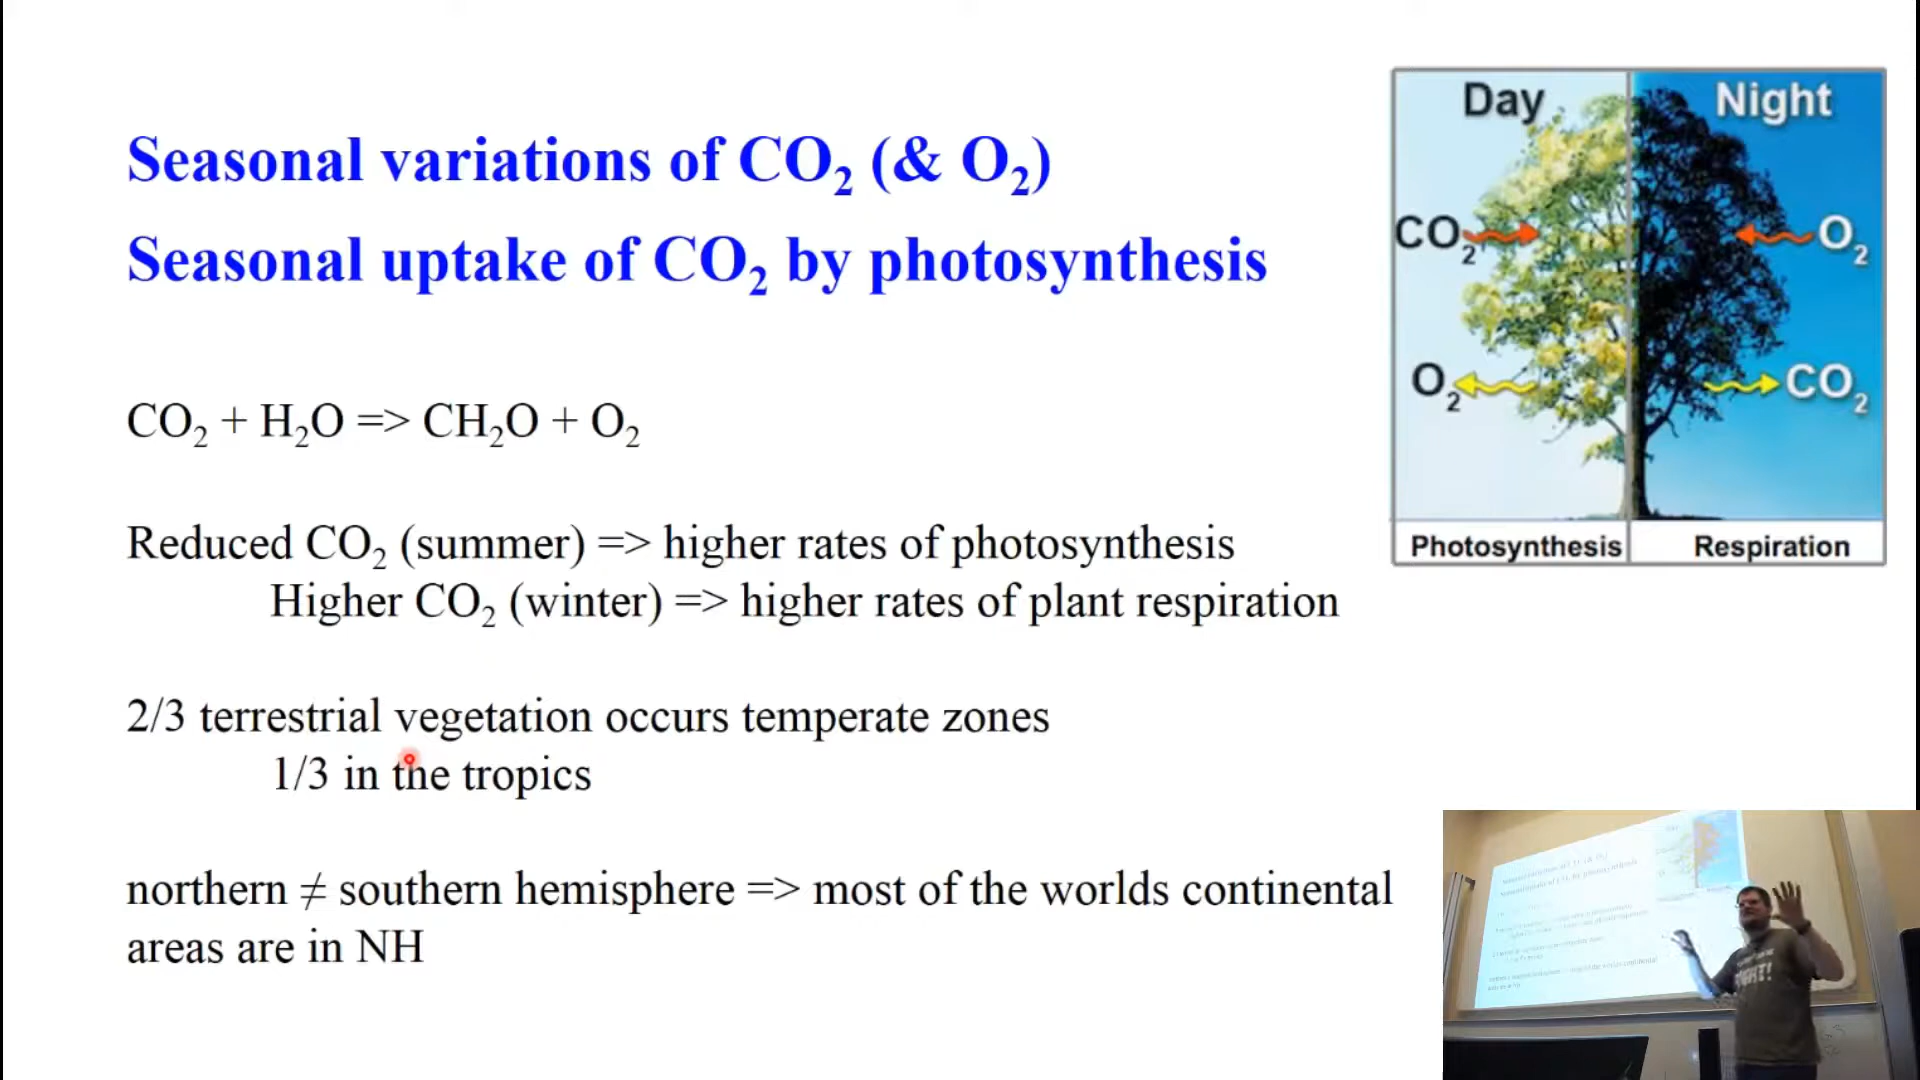 Seasonal variations of CO₂ (& O₂)
Seasonal uptake of CO₂ by photosynthesis
CO₂ + H₂O => CH₂O + O₂
Reduced CO₂ (summer) => higher rates of photosynthesis
Higher CO₂ (winter) => higher rates of plant respiration
2/3 terrestrial vegetation occurs temperate zones
1/3 in the tropics
northern ≠ southern hemisphere => most of the worlds continental
areas are in NH
Day
Night
CO₂
O₂
O₂
CO₂
Photosynthesis
Respiration